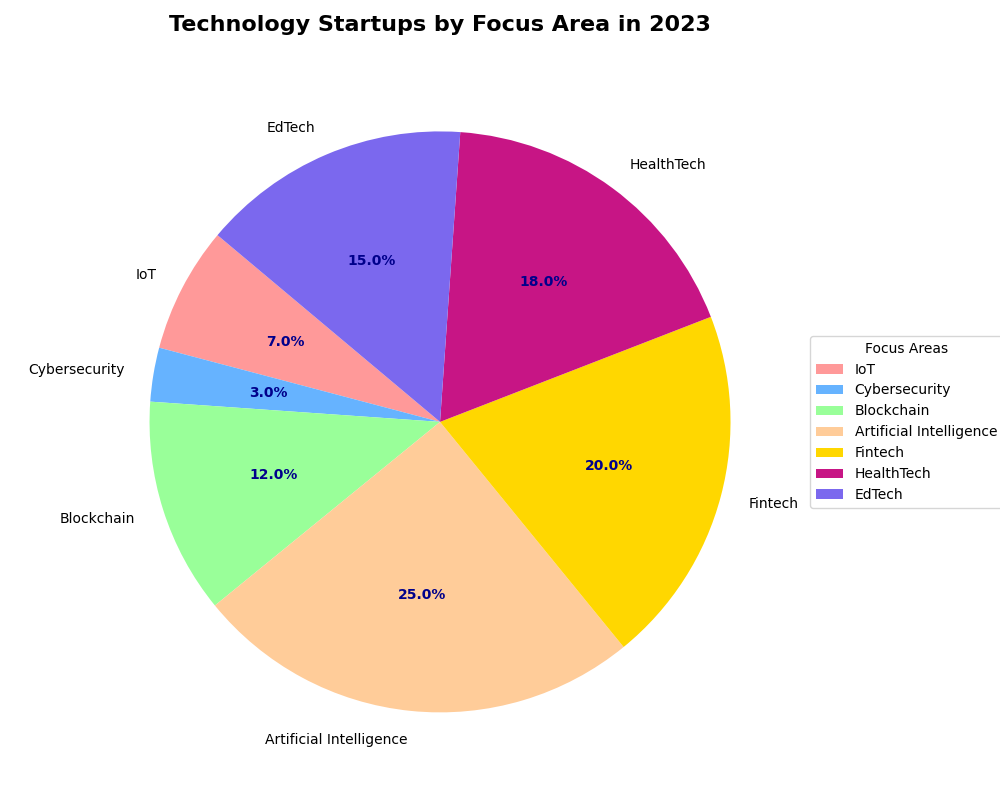 Technology Startups by Focus Area in 2023
EdTech
HealthTech
IoT
15.0%
18.0%
7.0%
Cybersecurity
3.0%
Blockchain
12.0%
20.0%
Fintech
25.0%
Artificial Intelligence
Focus Areas
IoT
Cybersecurity
Blockchain
Artificial Intelligence
Fintech
HealthTech
EdTech